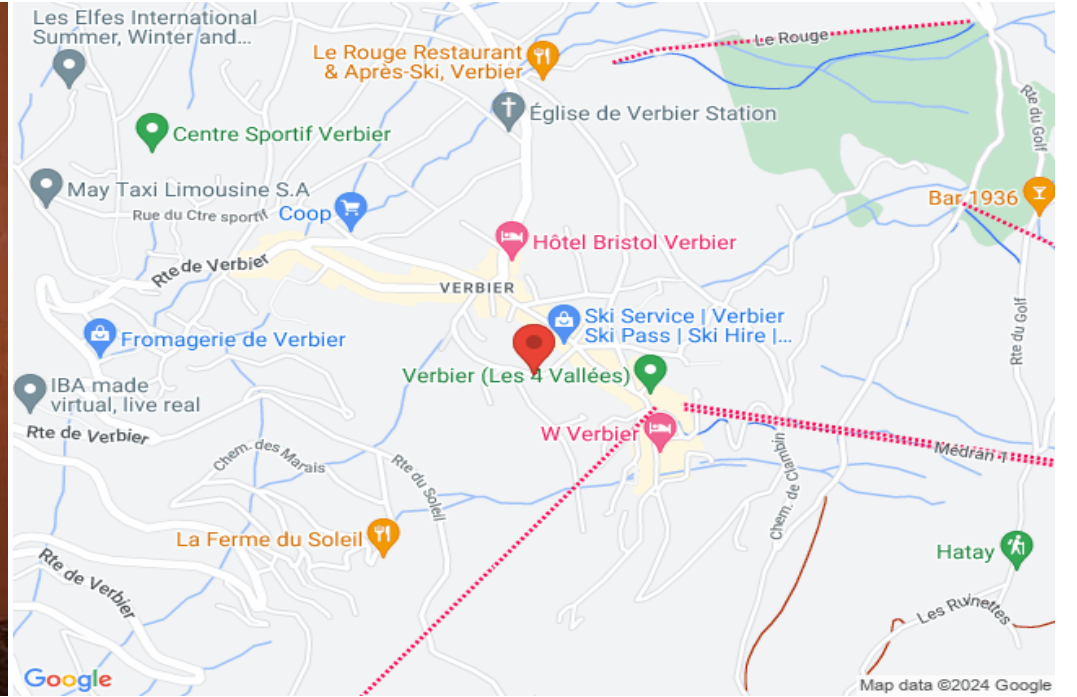 Les Elfes International
Summer, Winter and...
Le Rouge Restaurant
& Après-Ski, Verbier
Le Rouge
Rte du Golf
Église de Verbier Station
Centre Sportif Verbier
May Taxi Limousine S.A
Rue du Ctre sportif
Coop
Bar 1936
Hôtel Bristol Verbier
Rte de Verbier
VERBIER
Ski Service | Verbier
Ski Pass | Ski Hire |...
Rte du Golf
Fromagerie de Verbier
Verbier (Les 4 Vallées)
IBA made
virtual, live real
Rte de Verbier
W Verbier
Médran 1
Chem. des Marais
Rte du Soleil
Chem. de Clambin
La Ferme du Soleil
Hatay
Rte de Verbier
Les Ruinettes
Google
Map data ©2024 Google